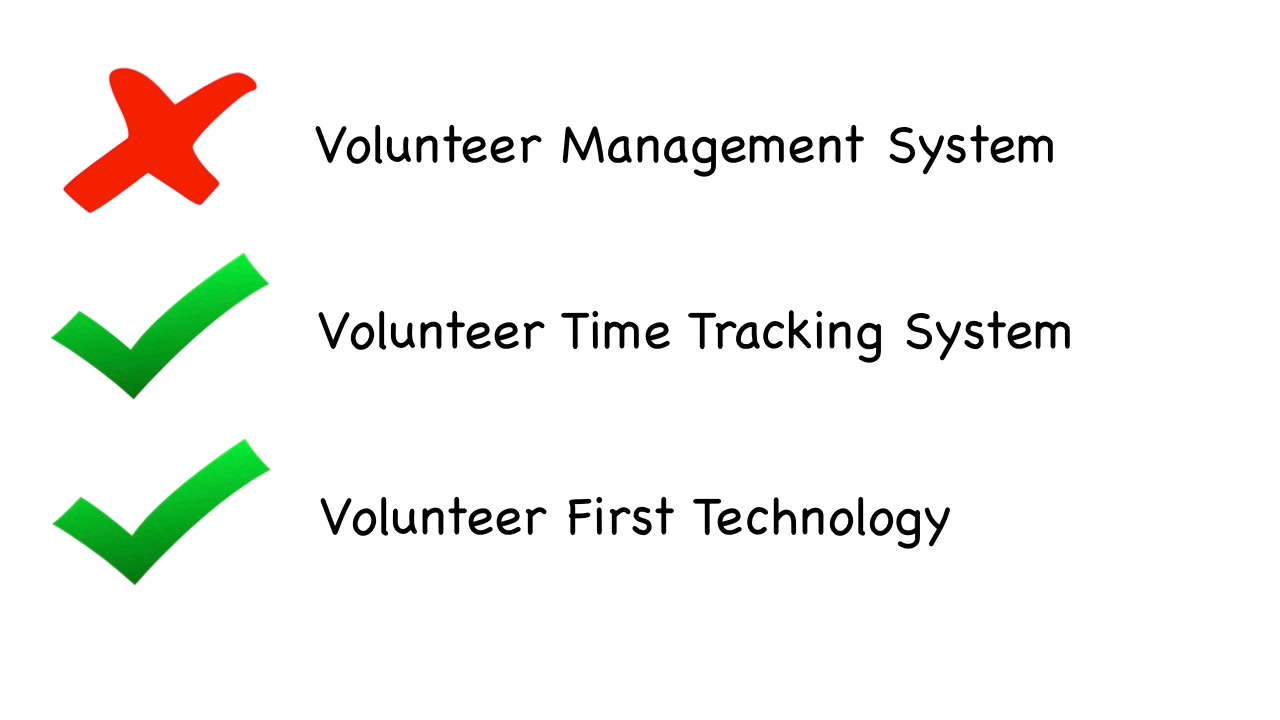 Volunteer Management System
Volunteer Time Tracking System
Volunteer First Technology